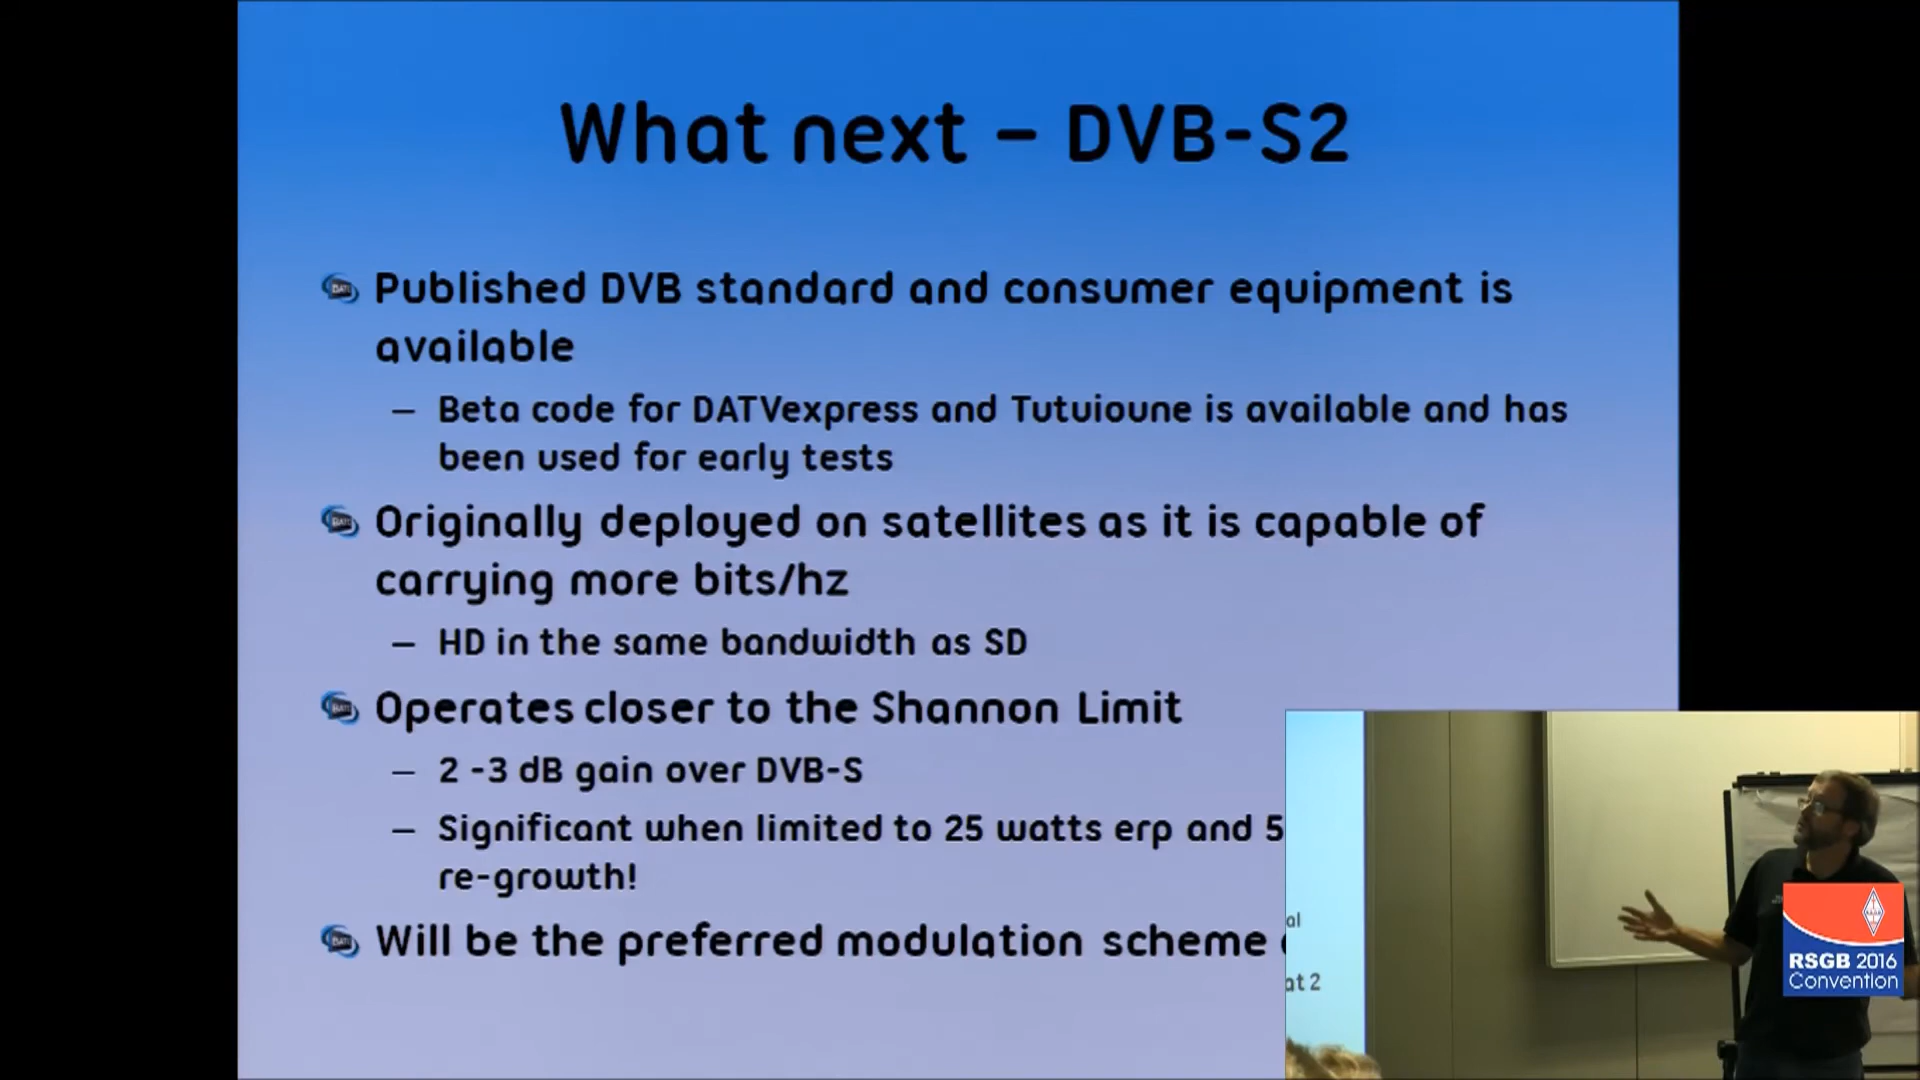 What next – DVB-S2
Published DVB standard and consumer equipment is
available
– Beta code for DATVexpress and Tutuioune is available and has
been used for early tests
Originally deployed on satellites as it is capable of
carrying more bits/hz
– HD in the same bandwidth as SD
Operates closer to the Shannon Limit
– 2 -3 dB gain over DVB-S
– Significant when limited to 25 watts erp and 5
re-growth!
Will be the preferred modulation scheme
al
at 2
RSGB 2016
Convention